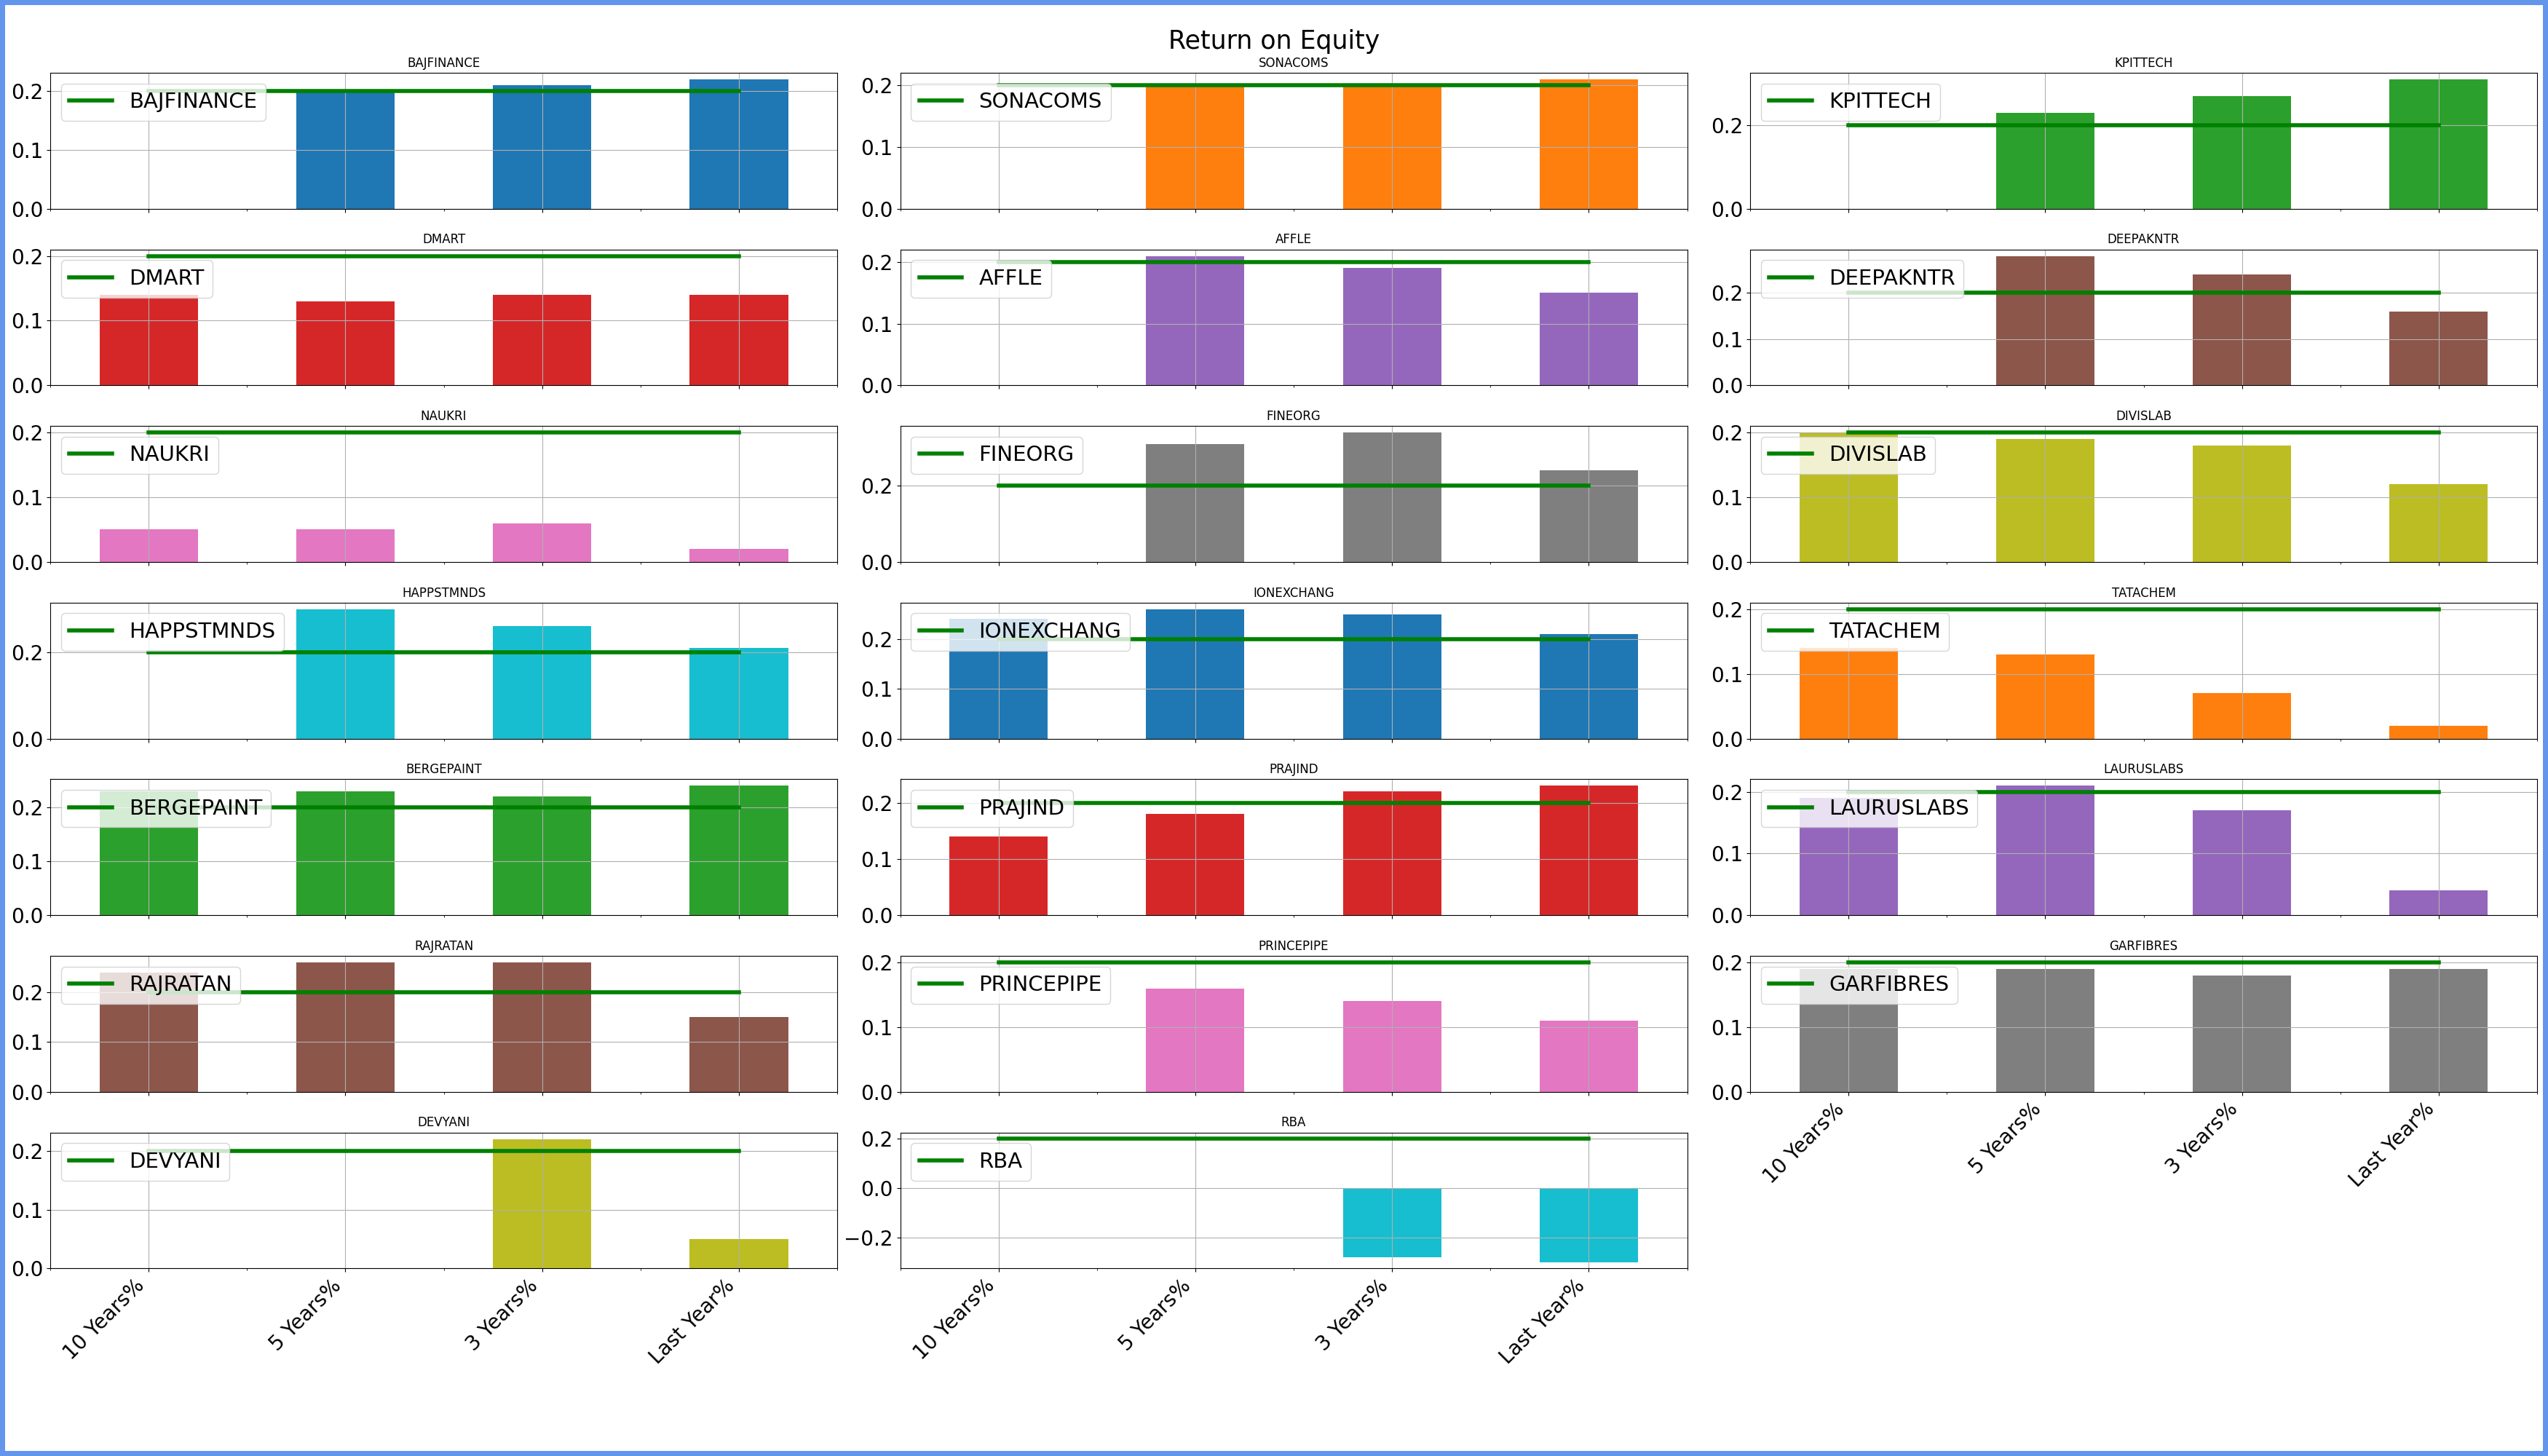 Return on Equity
BAJFINANCE
0.2
0.1
0.0
BAJFINANCE
SONACOMS
0.2
0.1
0.0
SONACOMS
KPITTECH
0.2
0.0
KPITTECH
DMART
0.2
0.1
0.0
DMART
AFFLE
0.2
0.1
0.0
AFFLE
DEEPAKNTR
0.2
0.1
0.0
DEEPAKNTR
NAUKRI
0.2
0.1
0.0
NAUKRI
FINEORG
0.2
0.0
FINEORG
DIVISLAB
0.2
0.1
0.0
DIVISLAB
HAPPSTMNDS
0.2
0.0
HAPPSTMNDS
IONEXCHANG
0.2
0.1
0.0
IONEXCHANG
TATACHEM
0.2
0.1
0.0
TATACHEM
BERGEPAINT
0.2
0.1
0.0
BERGEPAINT
PRAJIND
0.2
0.1
0.0
PRAJIND
LAURUSLABS
0.2
0.1
0.0
LAURUSLABS
RAJRATAN
0.2
0.1
0.0
RAJRATAN
PRINCEPIPE
0.2
0.1
0.0
PRINCEPIPE
GARFIBRES
0.2
0.1
0.0
GARFIBRES
10 Years%
5 Years%
3 Years%
Last Year%
DEVYANI
0.2
0.1
0.0
DEVYANI
10 Years%
5 Years%
3 Years%
Last Year%
RBA
0.2
0.0
−0.2
RBA
10 Years%
5 Years%
3 Years%
Last Year%